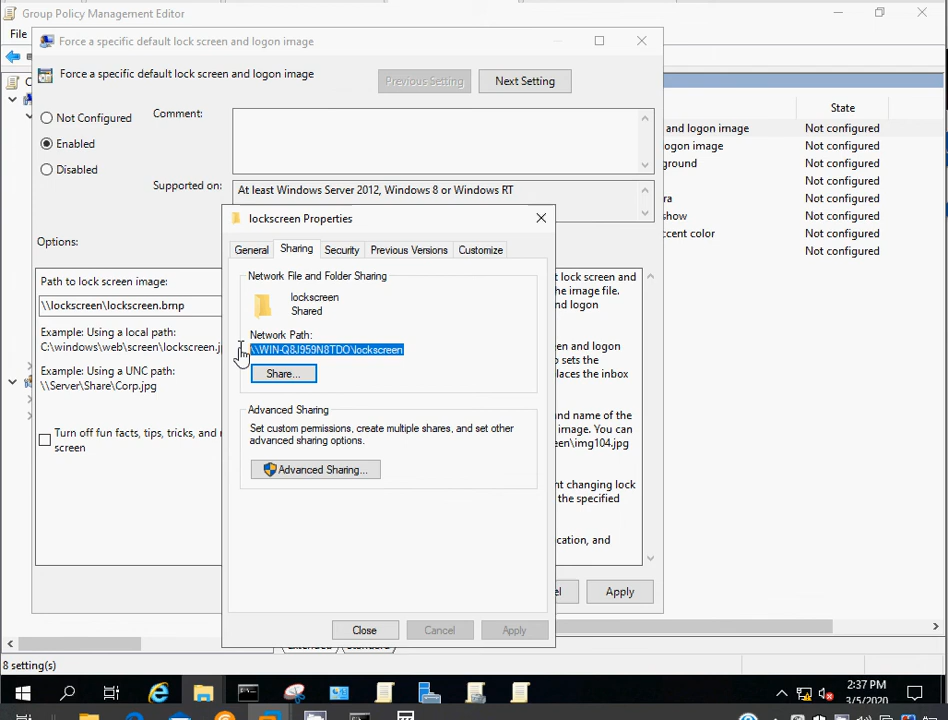 Group Policy Management Editor
File
Force a specific default lock screen and logon image
Force a specific default lock screen and logon image
Previous Setting
Next Setting
Not Configured
Comment:
Enabled
Disabled
Supported on:
At least Windows Server 2012, Windows 8 or Windows RT
State
and logon image
Not configured
ogon image
Not configured
ground
Not configured
Not configured
ra
Not configured
show
Not configured
ccent color
Not configured
Not configured
lockscreen Properties
General
Sharing
Security
Previous Versions
Customize
Network File and Folder Sharing
lockscreen
Shared
Network Path:
\\WIN-Q8J959N8TDO\lockscreen
Share...
Advanced Sharing
Set custom permissions, create multiple shares, and set other
advanced sharing options.
Advanced Sharing...
Close
Cancel
Apply
Options:
Path to lock screen image:
\\lockscreen\lockscreen.bmp
Example: Using a local path:
C:\windows\web\screen\lockscreen.j
Example: Using a UNC path:
\\Server\Share\Corp.jpg
Turn off fun facts, tips, tricks, and
screen
t lock screen and
he image file.
and logon
en and logon
p sets the
laces the inbox
and name of the
image. You can
een\img104.jpg
nt changing lock
the specified
cation, and
el
Apply
8 setting(s)
2:37 PM
3/5/2020